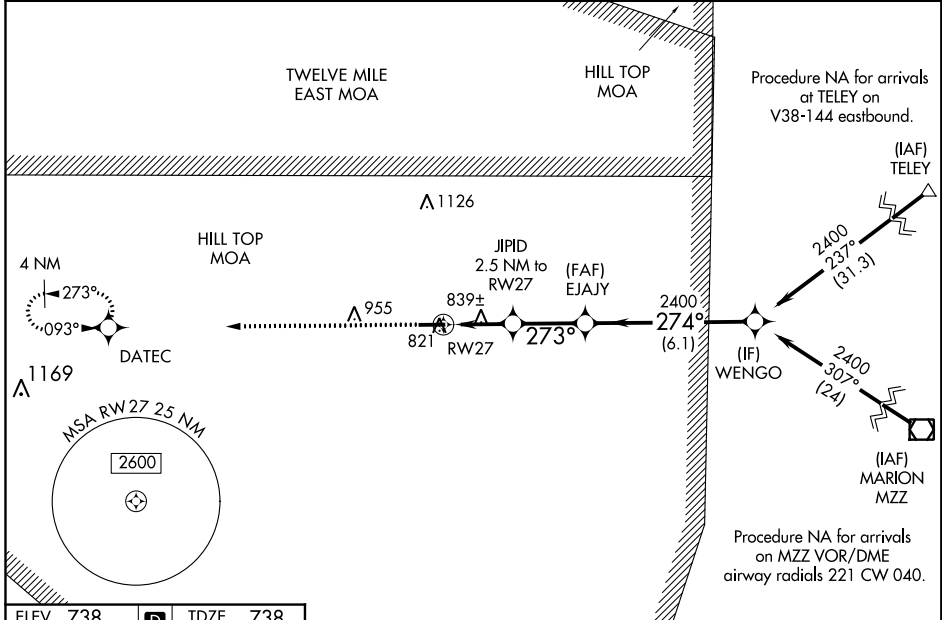 TWELVE MILE
EAST MOA
HILL TOP
MOA
Procedure NA for arrivals
at TELEY on
V38-144 eastbound.
(IAF)
TELEY
2400
237°
(31.3)
1126
HILL TOP
MOA
4 NM
273°
093°
DATEC
955
839±
821
RW27
JIPID
2.5 NM to
RW27
(FAF)
EJAJY
273°
2400
274°
(6.1)
(IF)
WENGO
2400
307°
(24)
(IAF)
MARION
MZZ
1169
MSA RW27 25 NM
2600
Procedure NA for arrivals
on MZZ VOR/DME
airway radials 221 CW 040.
ELEV 738 D TDZE 738